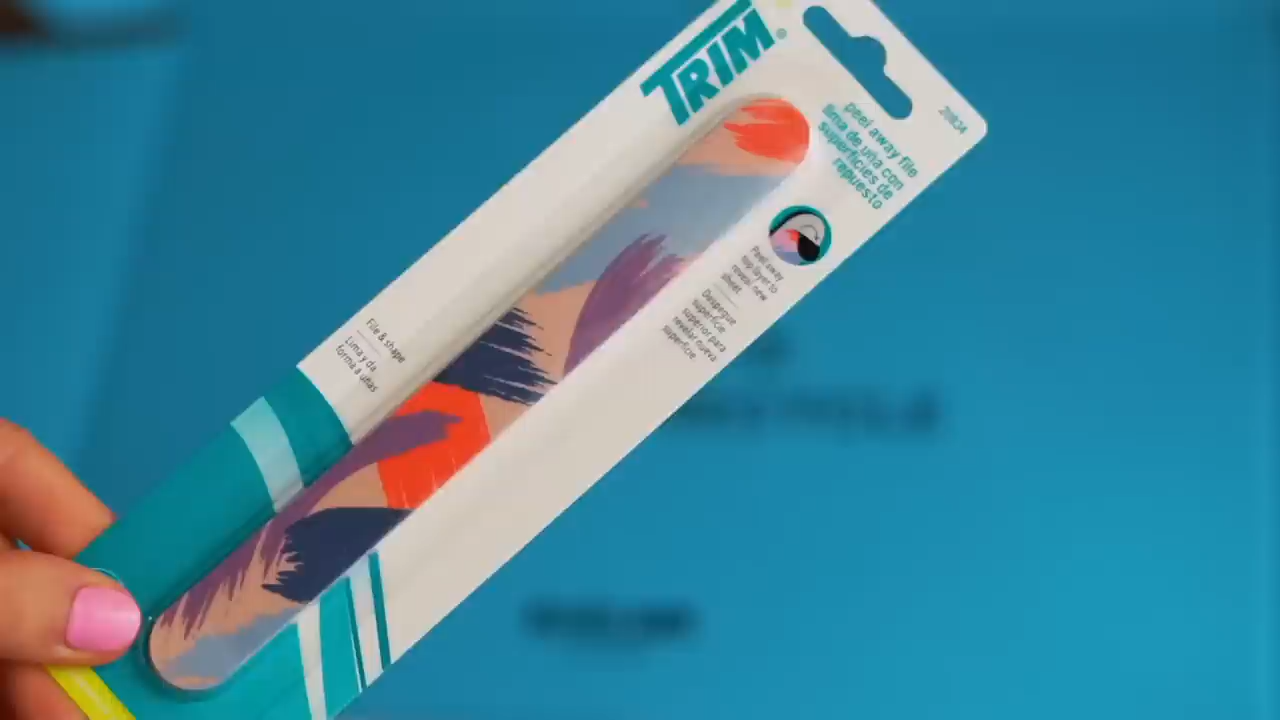 TRIM®
20834
peel away file
lima de uña con
superficies de
repuesto
Peel away
top layer to
reveal new
sheet
Despegue
superficie
superior para
revelar nueva
superficie.
File & shape
Lima y da
forma a uñas